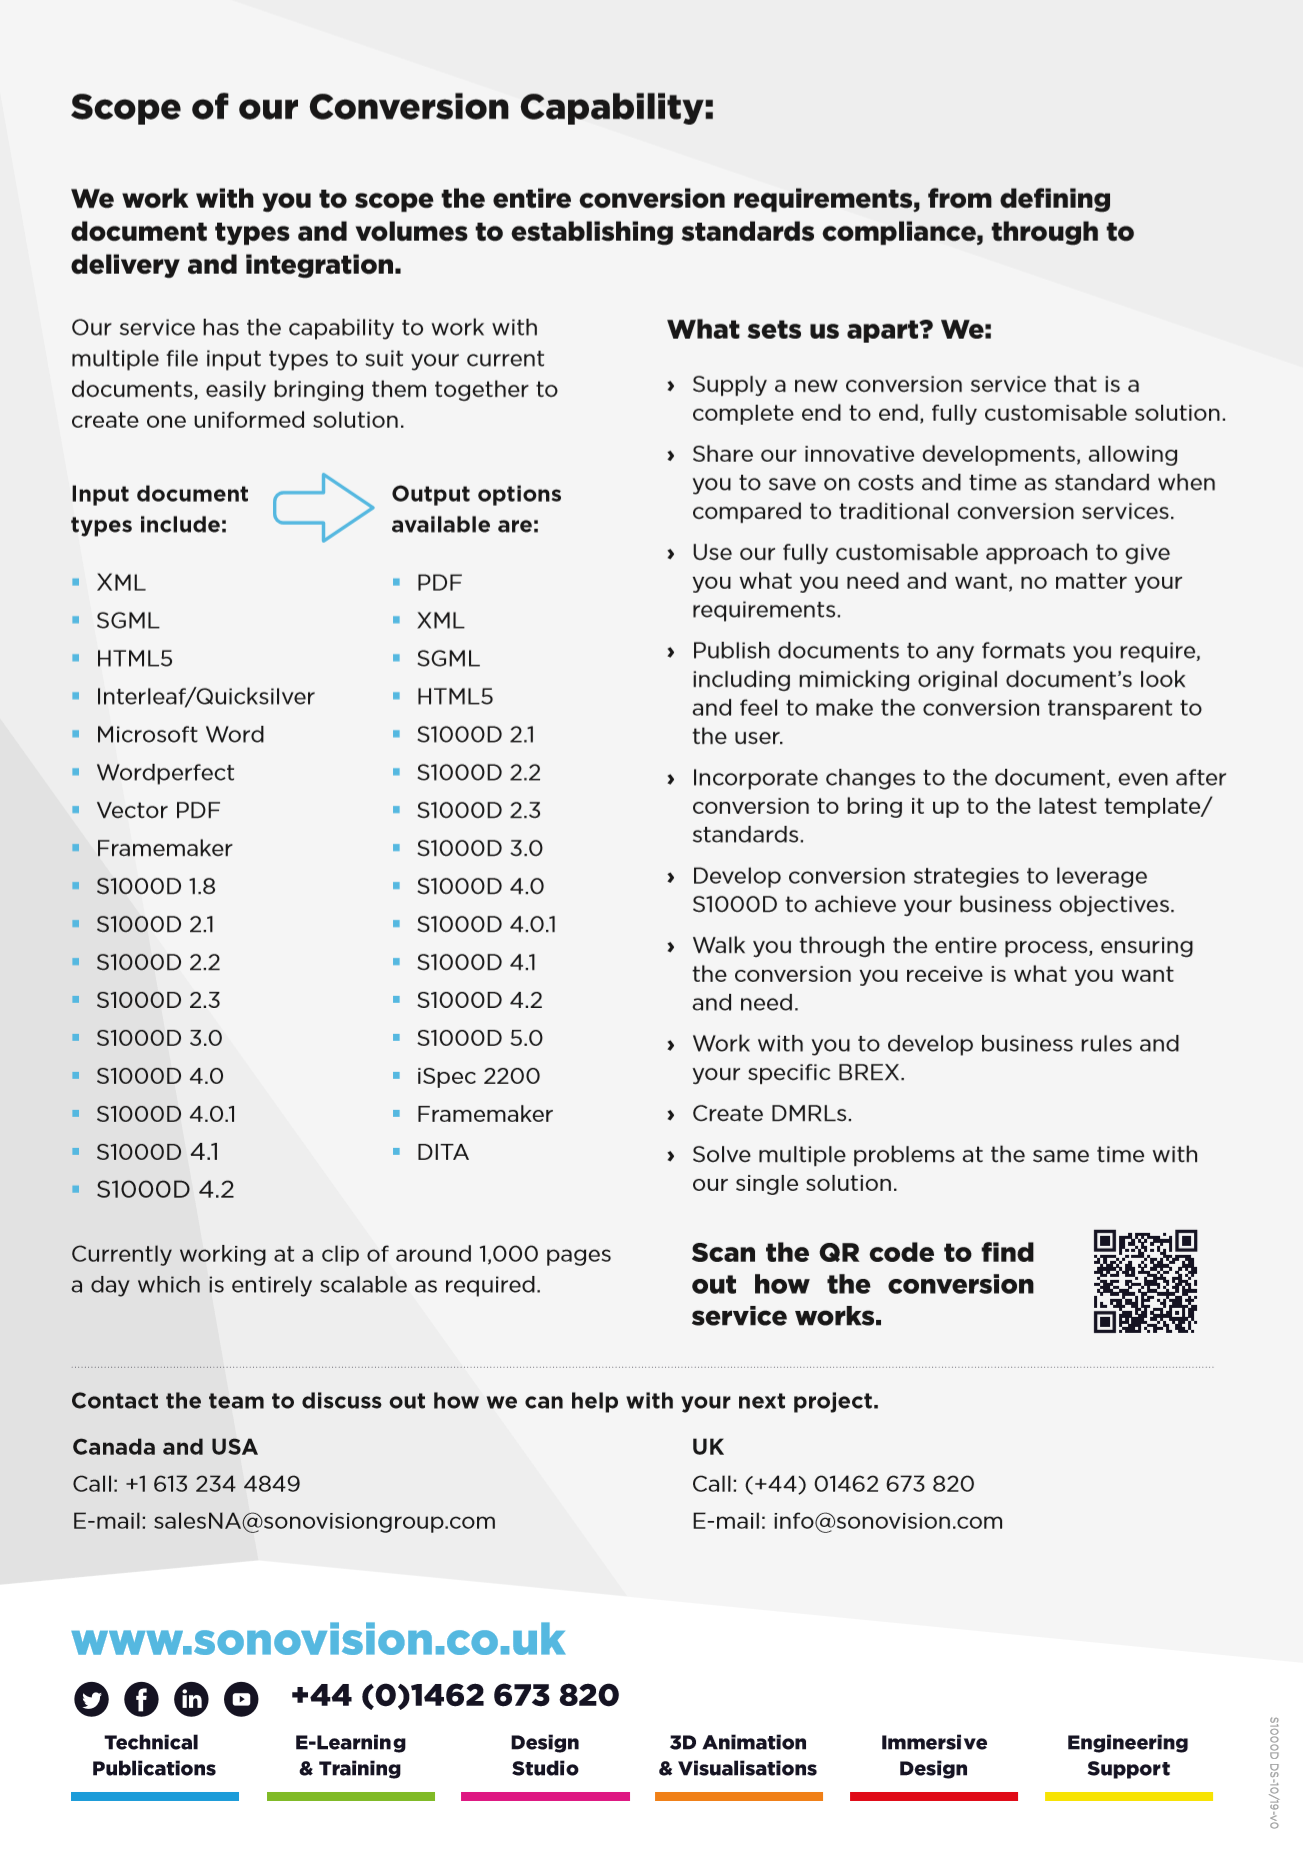 Scope of our Conversion Capability:
We work with you to scope the entire conversion requirements, from defining
document types and volumes to establishing standards compliance, through to
delivery and integration.
Our service has the capability to work with
multiple file input types to suit your current
documents, easily bringing them together to
create one uniformed solution.
Input document
types include:
XML
SGML
HTML5
Interleaf/Quicksilver
Microsoft Word
Wordperfect
Vector PDF
Framemaker
S1000D 1.8
S1000D 2.1
S1000D 2.2
S1000D 2.3
S1000D 3.0
S1000D 4.0
S1000D 4.0.1
S1000D 4.1
S1000D 4.2
Output options
available are:
PDF
XML
SGML
HTML5
S1000D 2.1
S1000D 2.2
S1000D 2.3
S1000D 3.0
S1000D 4.0
S1000D 4.0.1
S1000D 4.1
S1000D 4.2
S1000D 5.0
iSpec 2200
Framemaker
DITA
Currently working at a clip of around 1,000 pages
a day which is entirely scalable as required.
What sets us apart? We:
› Supply a new conversion service that is a
complete end to end, fully customisable solution.
› Share our innovative developments, allowing
you to save on costs and time as standard when
compared to traditional conversion services.
› Use our fully customisable approach to give
you what you need and want, no matter your
requirements.
› Publish documents to any formats you require,
including mimicking original document’s look
and feel to make the conversion transparent to
the user.
› Incorporate changes to the document, even after
conversion to bring it up to the latest template/
standards.
› Develop conversion strategies to leverage
S1000D to achieve your business objectives.
› Walk you through the entire process, ensuring
the conversion you receive is what you want
and need.
› Work with you to develop business rules and
your specific BREX.
› Create DMRLs.
› Solve multiple problems at the same time with
our single solution.
Scan the QR code to find
out how the conversion
service works.
Contact the team to discuss out how we can help with your next project.
Canada and USA
Call: +1 613 234 4849
E-mail: salesNA@sonovisiongroup.com
UK
Call: (+44) 01462 673 820
E-mail: info@sonovision.com
www.sonovision.co.uk
+44 (0)1462 673 820
Technical
Publications
E-Learning
& Training
Design
Studio
3D Animation
& Visualisations
Immersive
Design
Engineering
Support
S1000D DS-10/19-v0